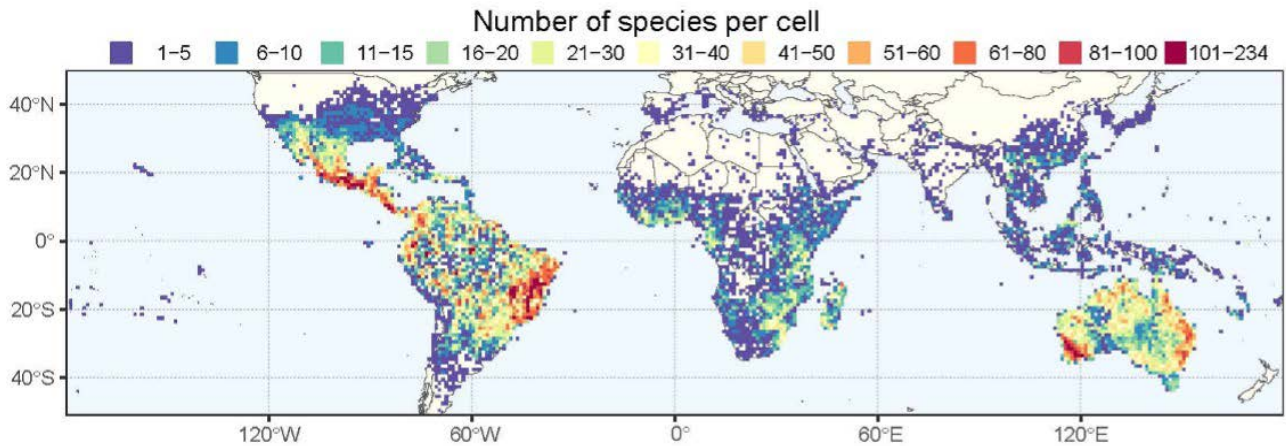 Number of species per cell
1–5 6–10 11–15 16–20 21–30 31–40 41–50 51–60 61–80 81–100 101–234
40°N
20°N
0°
20°S
40°S
120°W 60°W 0° 60°E 120°E